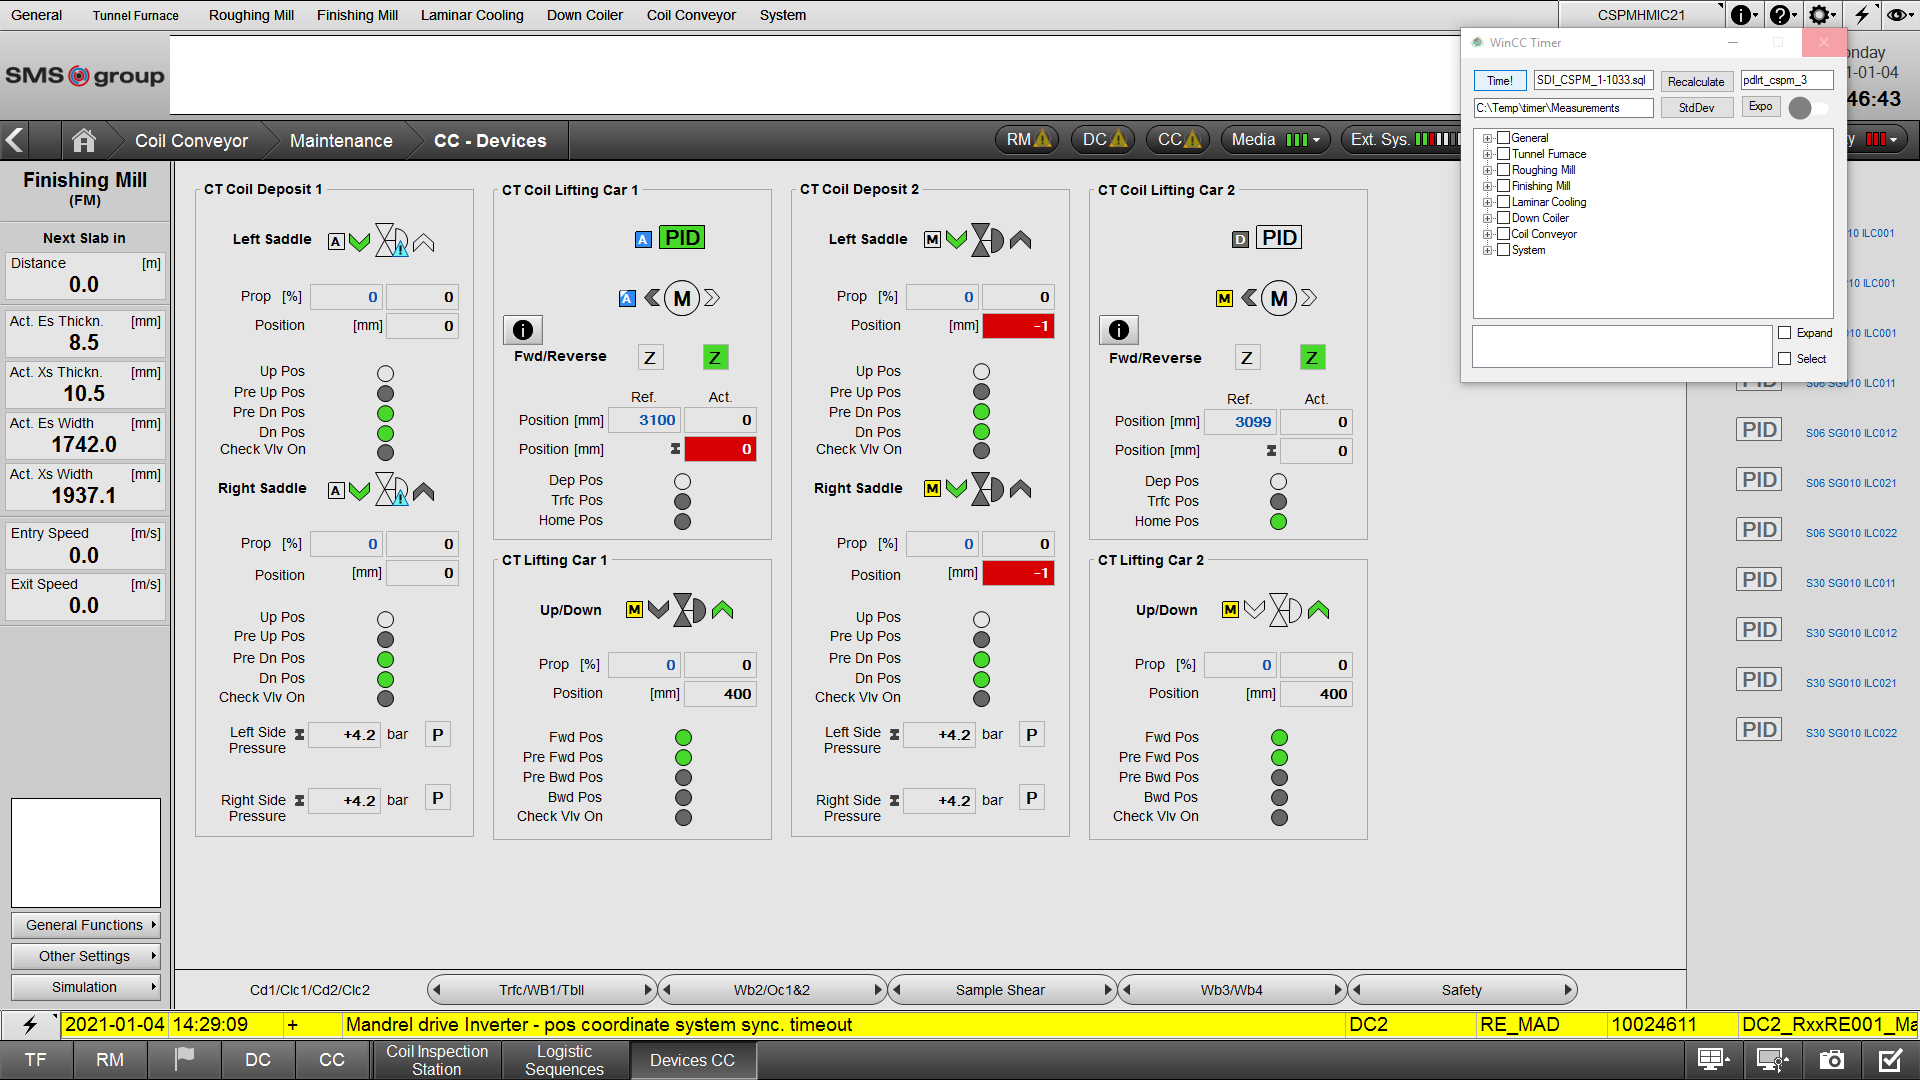 General Tunnel Furnace Roughing Mill Finishing Mill Laminar Cooling Down Coiler Coil Conveyor System CSPMHMIC21
SMS group
onday
1-01-04
46:43
WinCC Timer
Time! SDI_CSPM_1-1033.sql Recalculate pdlrt_cspm_3
C:\Temp\timer\Measurements StdDev Expo
General
Tunnel Furnace
Roughing Mill
Finishing Mill
Laminar Cooling
Down Coiler
Coil Conveyor
System
Expand
Select
Coil Conveyor Maintenance CC - Devices RM DC CC Media Ext. Sys. y
Finishing Mill
(FM)
Next Slab in
Distance [m]
0.0
Act. Es Thickn. [mm]
8.5
Act. Xs Thickn. [mm]
10.5
Act. Es Width [mm]
1742.0
Act. Xs Width [mm]
1937.1
Entry Speed [m/s]
0.0
Exit Speed [m/s]
0.0
General Functions
Other Settings
Simulation
CT Coil Deposit 1
Left Saddle A
Prop [%] 0 0
Position [mm] 0
Up Pos
Pre Up Pos
Pre Dn Pos
Dn Pos
Check Vlv On
Right Saddle A
Prop [%] 0 0
Position [mm] 0
Up Pos
Pre Up Pos
Pre Dn Pos
Dn Pos
Check Vlv On
Left Side Pressure +4.2 bar P
Right Side Pressure +4.2 bar P
CT Coil Lifting Car 1
A PID
A M
Fwd/Reverse Z Z
Ref. Act.
Position [mm] 3100 0
Position [mm] 0
Dep Pos
Trfc Pos
Home Pos
CT Lifting Car 1
Up/Down M
Prop [%] 0 0
Position [mm] 400
Fwd Pos
Pre Fwd Pos
Pre Bwd Pos
Bwd Pos
Check Vlv On
CT Coil Deposit 2
Left Saddle M
Prop [%] 0 0
Position [mm] -1
Up Pos
Pre Up Pos
Pre Dn Pos
Dn Pos
Check Vlv On
Right Saddle M
Prop [%] 0 0
Position [mm] -1
Up Pos
Pre Up Pos
Pre Dn Pos
Dn Pos
Check Vlv On
Left Side Pressure +4.2 bar P
Right Side Pressure +4.2 bar P
CT Coil Lifting Car 2
D PID
M M
Fwd/Reverse Z Z
Ref. Act.
Position [mm] 3099 0
Position [mm] 0
Dep Pos
Trfc Pos
Home Pos
CT Lifting Car 2
Up/Down M
Prop [%] 0 0
Position [mm] 400
Fwd Pos
Pre Fwd Pos
Pre Bwd Pos
Bwd Pos
Check Vlv On
10 ILC001
10 ILC001
ILC001
PID S06 SG010 ILC011
PID S06 SG010 ILC012
PID S06 SG010 ILC021
PID S06 SG010 ILC022
PID S30 SG010 ILC011
PID S30 SG010 ILC012
PID S30 SG010 ILC021
PID S30 SG010 ILC022
Cd1/Clc1/Cd2/Clc2 Trfc/WB1/Tbll Wb2/Oc1&2 Sample Shear Wb3/Wb4 Safety
2021-01-04 14:29:09 + Mandrel drive Inverter - pos coordinate system sync. timeout DC2 RE_MAD 10024611 DC2_RxxRE001_Ma
TF RM DC CC Coil Inspection Station Logistic Sequences Devices CC